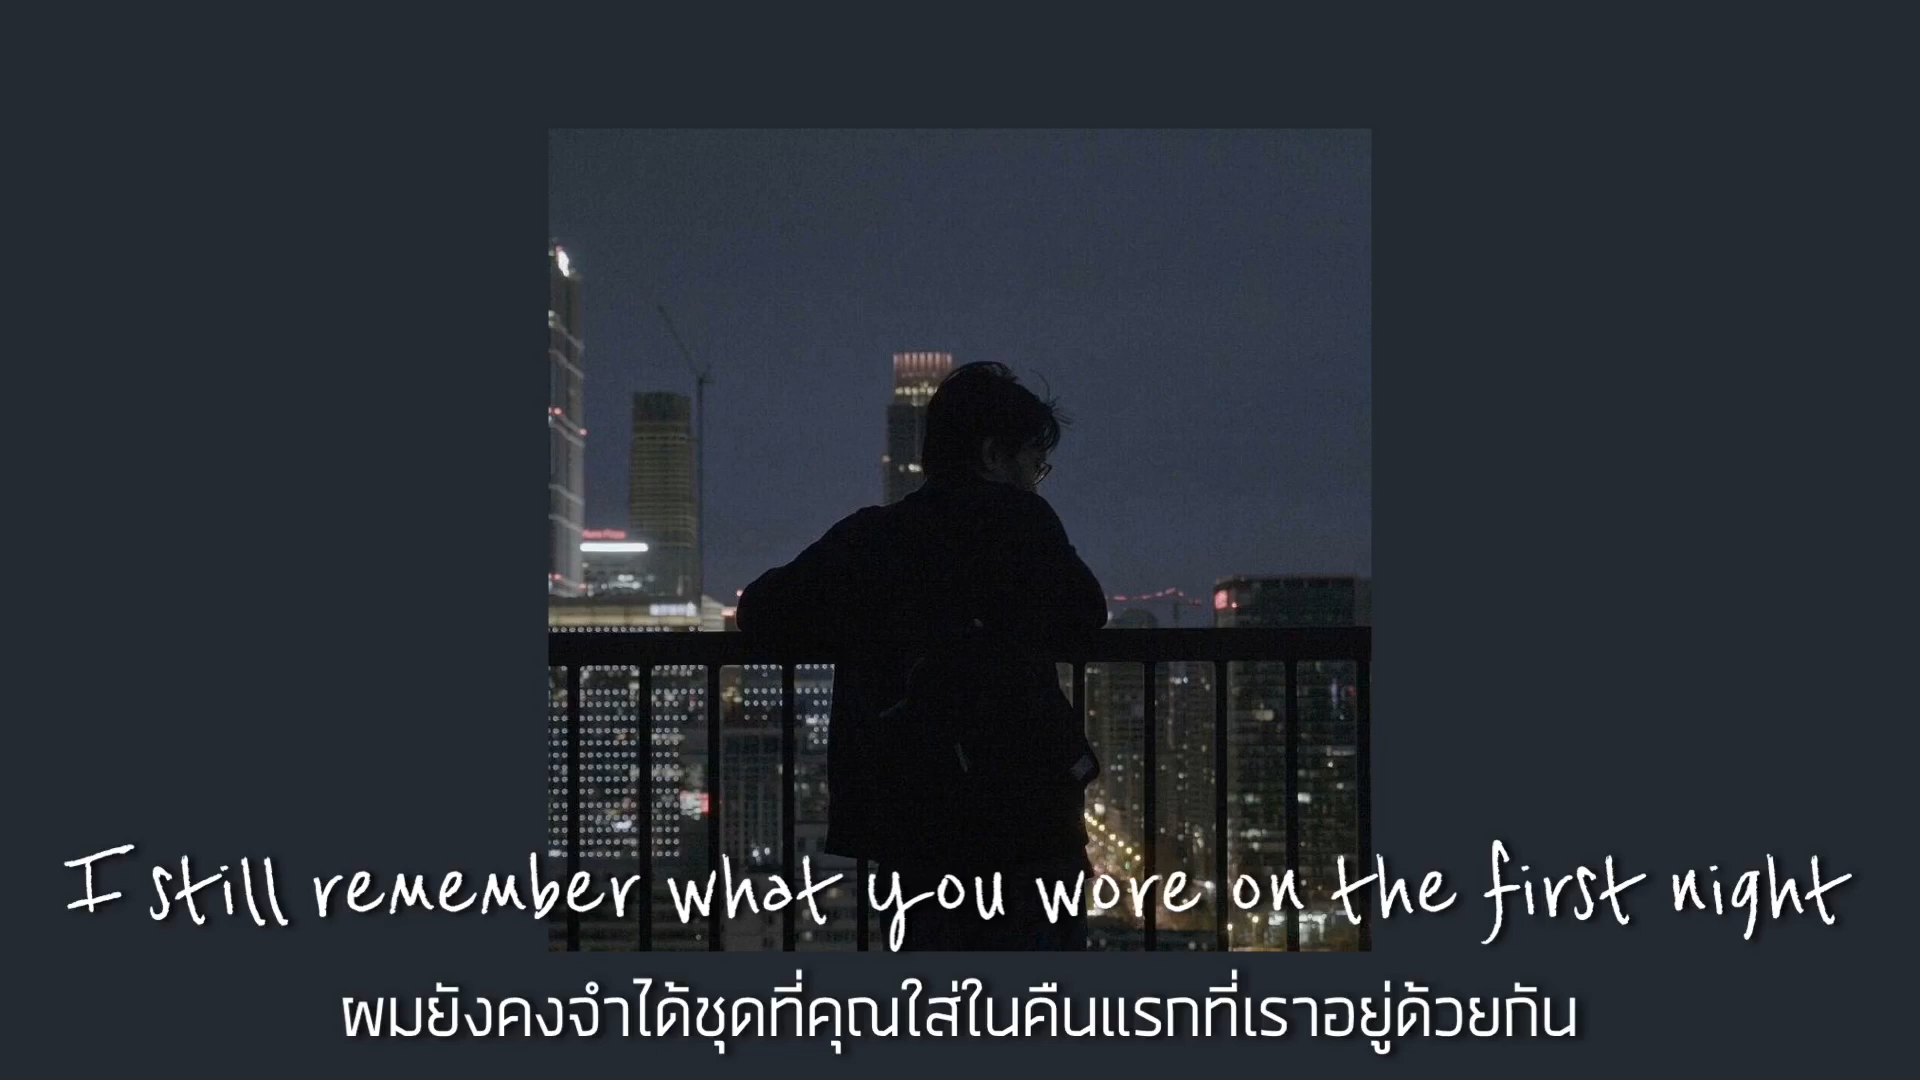 I still remember what you wore on the first night
ผมยังคงจำได้ชุดที่คุณใส่ในคืนแรกที่เราอยู่ด้วยกัน